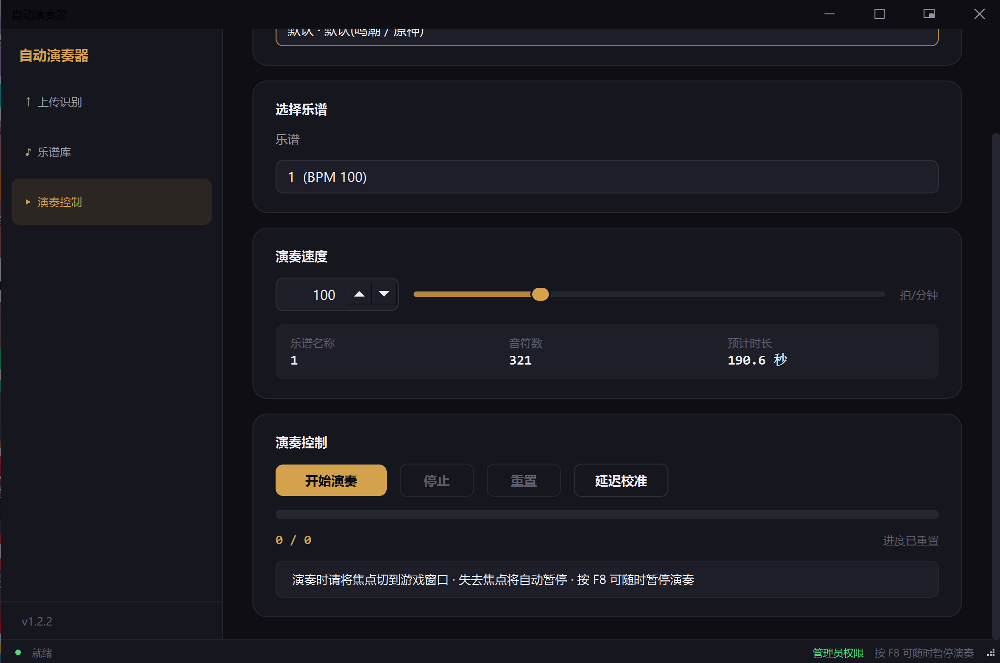 自动演奏器
自动演奏器
↑ 上传识别
♪ 乐谱库
▶ 演奏控制
v1.2.2
默认 · 默认(鸣潮 / 原神)
选择乐谱
乐谱
1 (BPM 100)
演奏速度
100
拍/分钟
乐谱名称
1
音符数
321
预计时长
190.6 秒
演奏控制
开始演奏
停止
重置
延迟校准
0 / 0
进度已重置
演奏时请将焦点切到游戏窗口 · 失去焦点将自动暂停 · 按 F8 可随时暂停演奏
就绪
管理员权限
按 F8 可随时暂停演奏